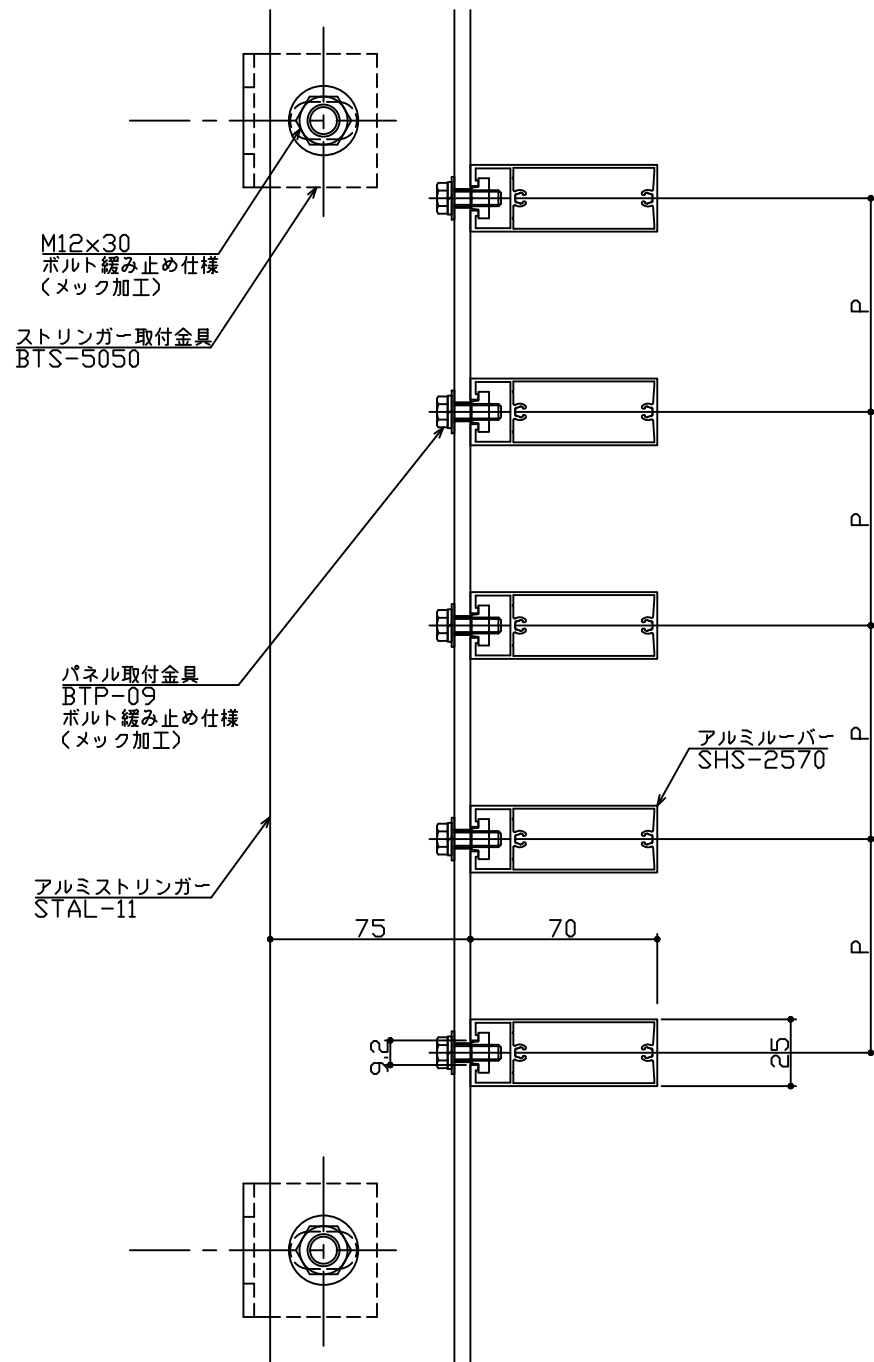 M12×30
ボルト緩み止め仕様
(メック加工)
ストリンガー取付金具
BTS-5050
P
P
パネル取付金具
BTP-09
ボルト緩み止め仕様
(メック加工)
アルミルーバー
SHS-2570
P
アルミストリンガー
STAL-11
75
70
P
9.2
25